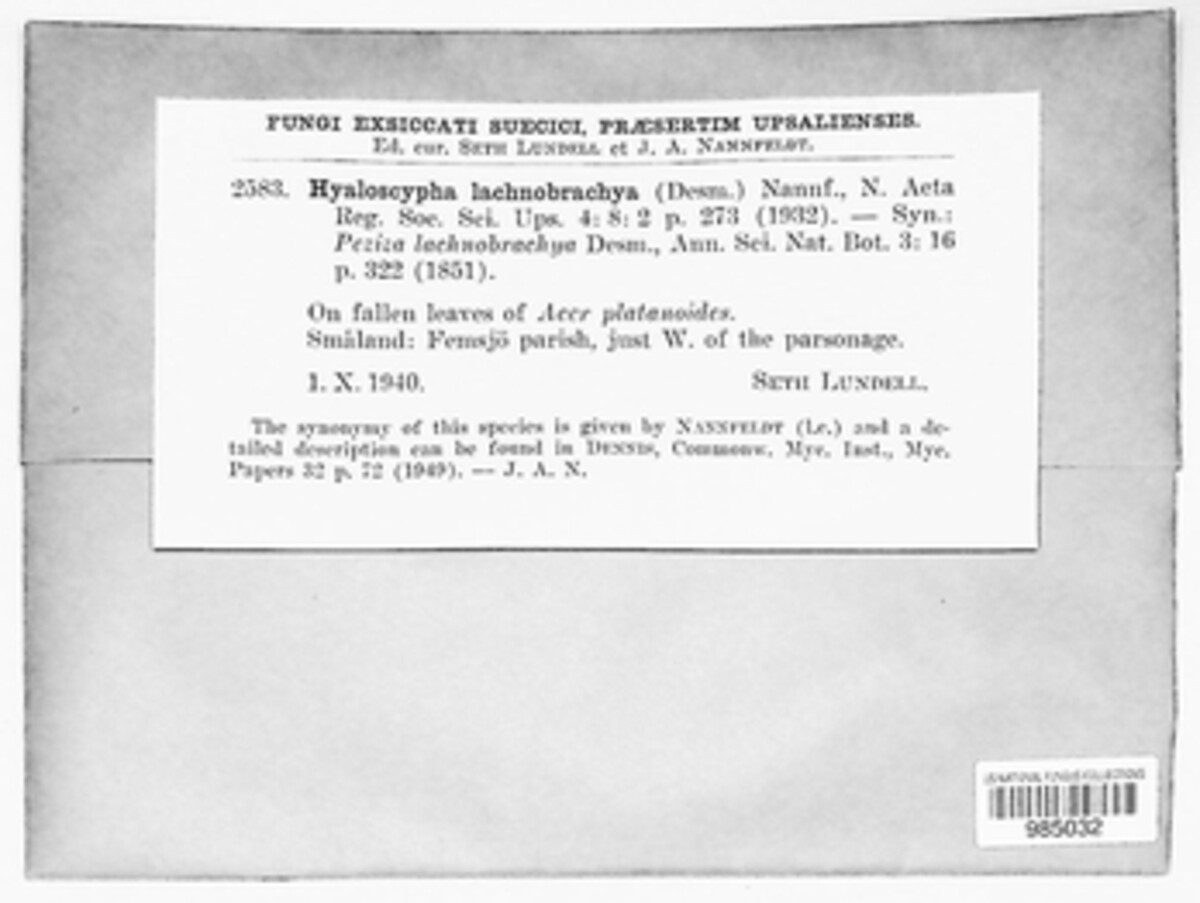 FUNGI EXSICCATI SUECICI, PRÆSERTIM UPSALIENSES.
Ed. cur. SETH LUNDELL et J. A. NANNFELDT.
2583. Hyaloscypha lachnobrachya (Desm.) Nannf., N. Acta
Reg. Soc. Sci. Ups. 4: 8: 2 p. 273 (1932). — Syn.:
Peziza lachnobrachya Desm., Ann. Sci. Nat. Bot. 3: 16
p. 322 (1851).
On fallen leaves of Acer platanoides.
Småland: Femsjö parish, just W. of the parsonage.
1. X. 1940. SETH LUNDELL.
The synonymy of this species is given by NANNFELDT (l.c.) and a de-
tailed description can be found in DENNIS, Commonw. Myc. Inst., Myc.
Papers 32 p. 72 (1949). — J. A. N.
US NATIONAL FUNGUS COLLECTIONS
985032